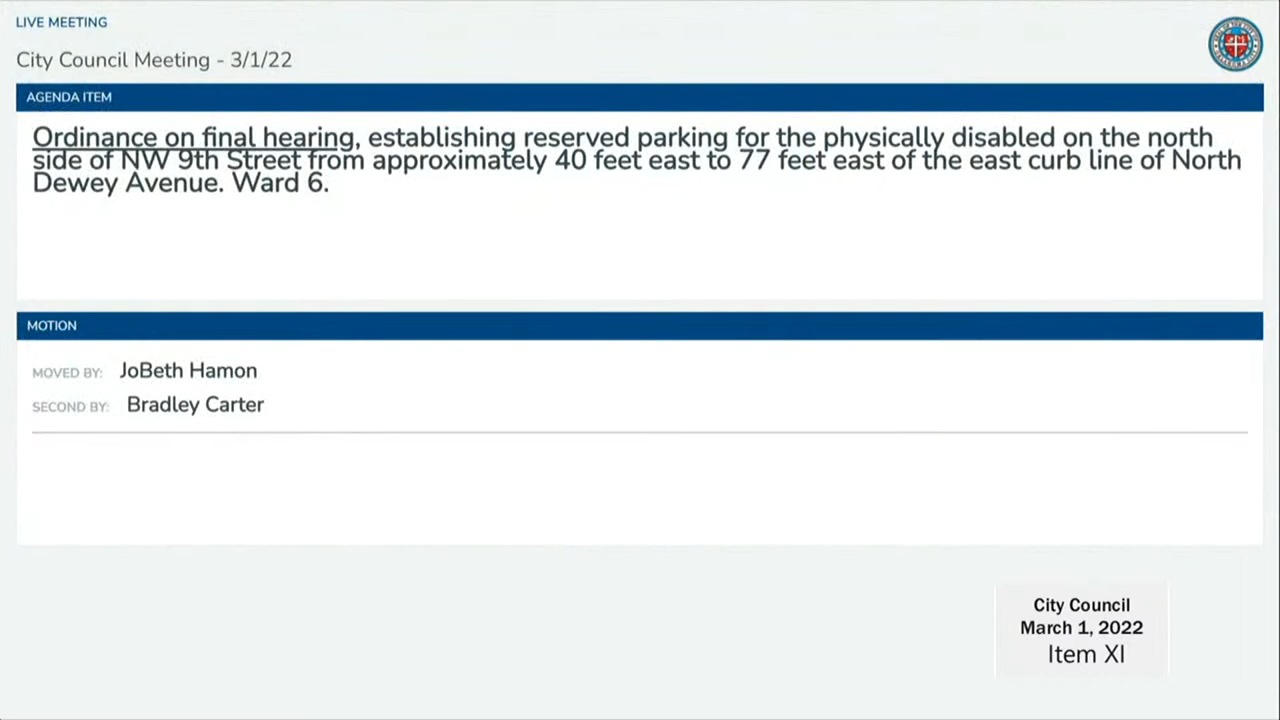 LIVE MEETING
City Council Meeting - 3/1/22
AGENDA ITEM
Ordinance on final hearing, establishing reserved parking for the physically disabled on the north
side of NW 9th Street from approximately 40 feet east to 77 feet east of the east curb line of North
Dewey Avenue. Ward 6.
MOTION
MOVED BY: JoBeth Hamon
SECOND BY: Bradley Carter
City Council
March 1, 2022
Item XI